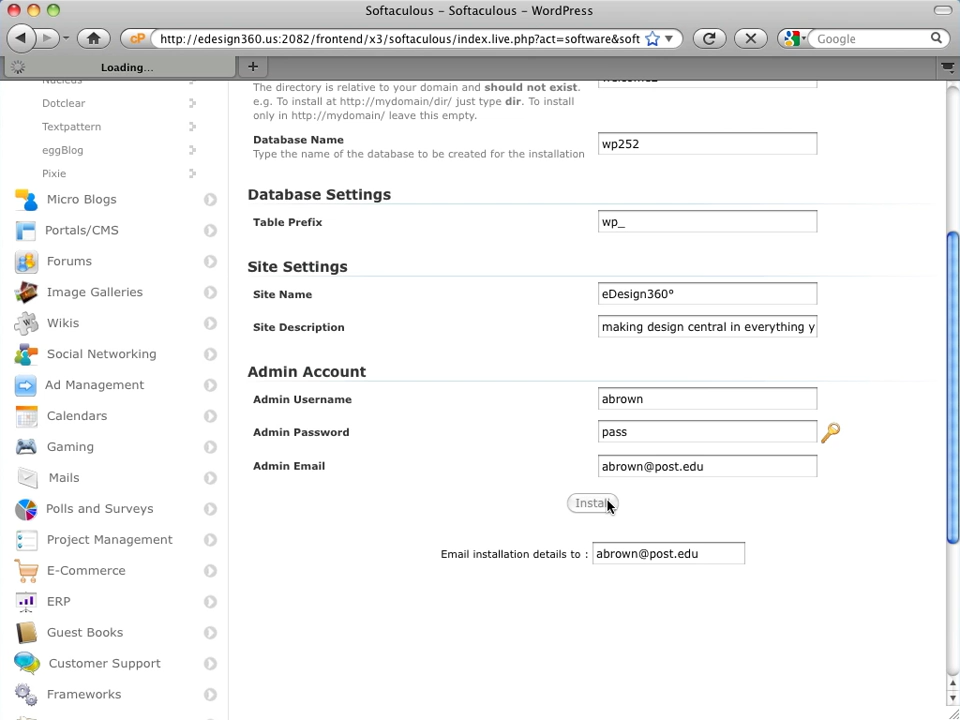 Softaculous – Softaculous – WordPress
cP
http://edesign360.us:2082/frontend/x3/softaculous/index.live.php?act=software&soft
Google
Loading...
Nucleus
Dotclear
Textpattern
eggBlog
Pixie
Micro Blogs
Portals/CMS
Forums
Image Galleries
Wikis
Social Networking
Ad Management
Calendars
Gaming
Mails
Polls and Surveys
Project Management
E-Commerce
ERP
Guest Books
Customer Support
Frameworks
The directory is relative to your domain and should not exist.
e.g. To install at http://mydomain/dir/ just type dir. To install
only in http://mydomain/ leave this empty.
Database Name
wp252
Type the name of the database to be created for the installation
Database Settings
Table Prefix
wp_
Site Settings
Site Name
eDesign360°
Site Description
making design central in everything y
Admin Account
Admin Username
abrown
Admin Password
pass
Admin Email
abrown@post.edu
Install
Email installation details to :
abrown@post.edu